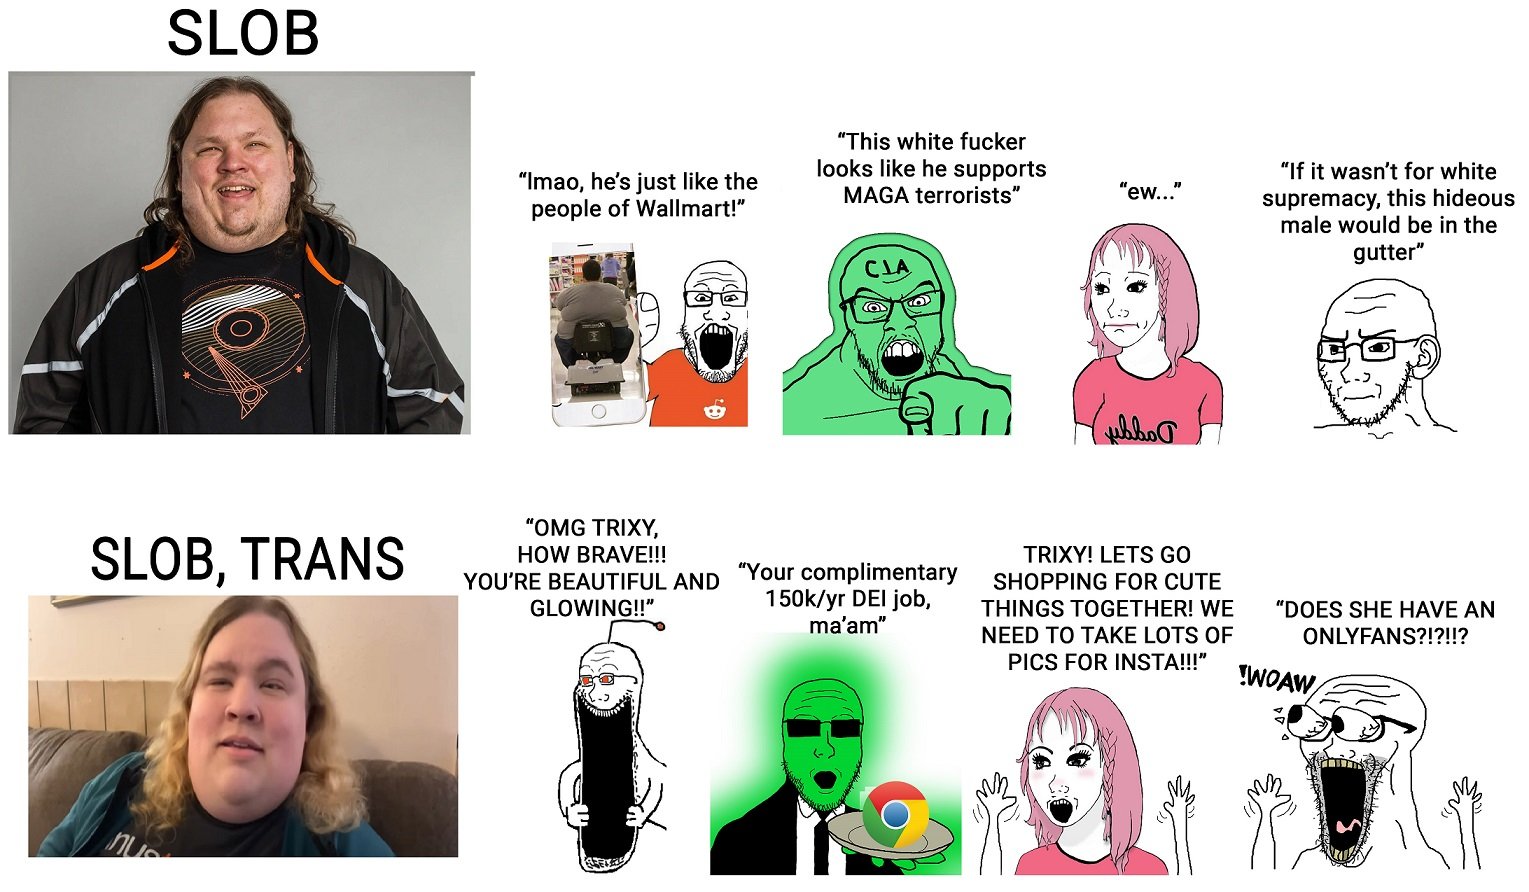 SLOB
“lmao, he’s just like the
people of Wallmart!”
“This white fucker
looks like he supports
MAGA terrorists”
CIA
“ew...”
Daddy
“If it wasn’t for white
supremacy, this hideous
male would be in the
gutter”
SLOB, TRANS
“OMG TRIXY,
HOW BRAVE!!!
YOU’RE BEAUTIFUL AND
GLOWING!!”
“Your complimentary
150k/yr DEI job,
ma’am”
TRIXY! LETS GO
SHOPPING FOR CUTE
THINGS TOGETHER! WE
NEED TO TAKE LOTS OF
PICS FOR INSTA!!!”
“DOES SHE HAVE AN
ONLYFANS?!?!!?
!WOAW